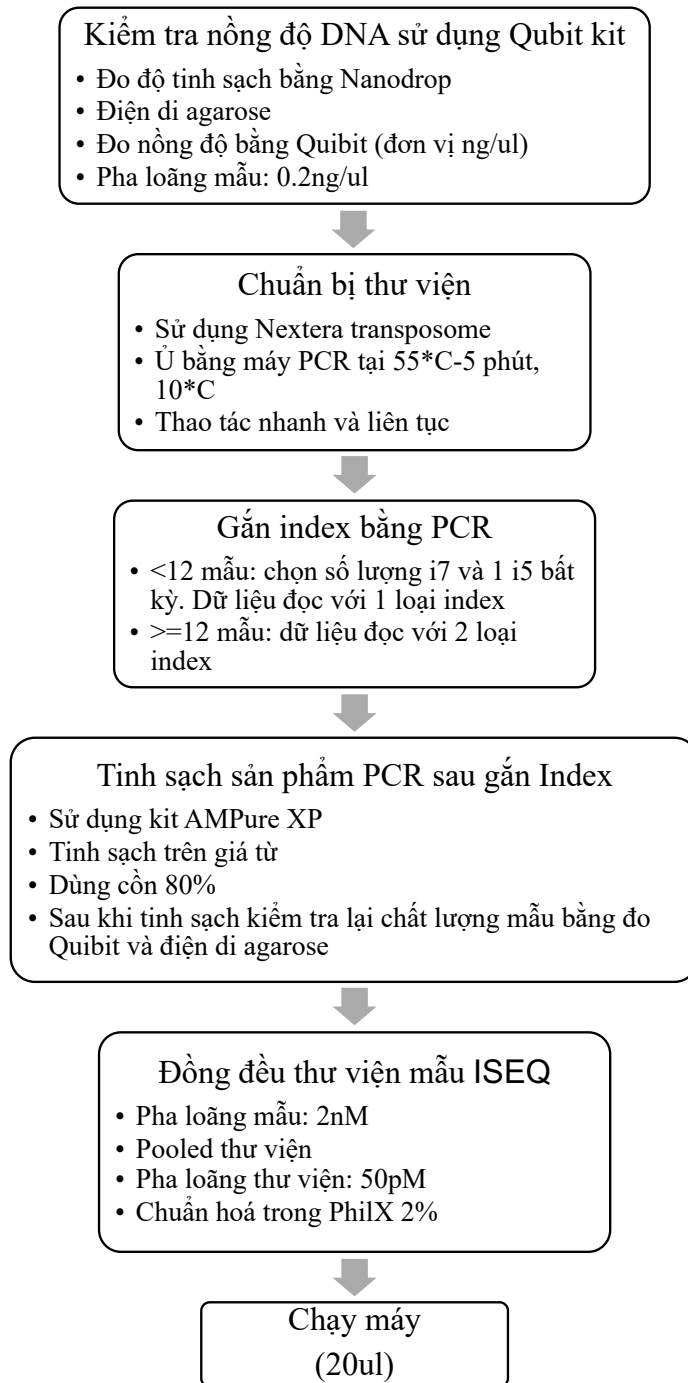 Kiểm tra nồng độ DNA sử dụng Qubit kit
• Đo độ tinh sạch bằng Nanodrop
• Điện di agarose
• Đo nồng độ bằng Quibit (đơn vị ng/ul)
• Pha loãng mẫu: 0.2ng/ul
Chuẩn bị thư viện
• Sử dụng Nextera transposome
• Ủ bằng máy PCR tại 55*C-5 phút,
10*C
• Thao tác nhanh và liên tục
Gắn index bằng PCR
• <12 mẫu: chọn số lượng i7 và 1 i5 bất
kỳ. Dữ liệu đọc với 1 loại index
• >=12 mẫu: dữ liệu đọc với 2 loại
index
Tinh sạch sản phẩm PCR sau gắn Index
• Sử dụng kit AMPure XP
• Tinh sạch trên giá từ
• Dùng cồn 80%
• Sau khi tinh sạch kiểm tra lại chất lượng mẫu bằng đo
Quibit và điện di agarose
Đồng đều thư viện mẫu ISEQ
• Pha loãng mẫu: 2nM
• Pooled thư viện
• Pha loãng thư viện: 50pM
• Chuẩn hoá trong PhilX 2%
Chạy máy
(20ul)